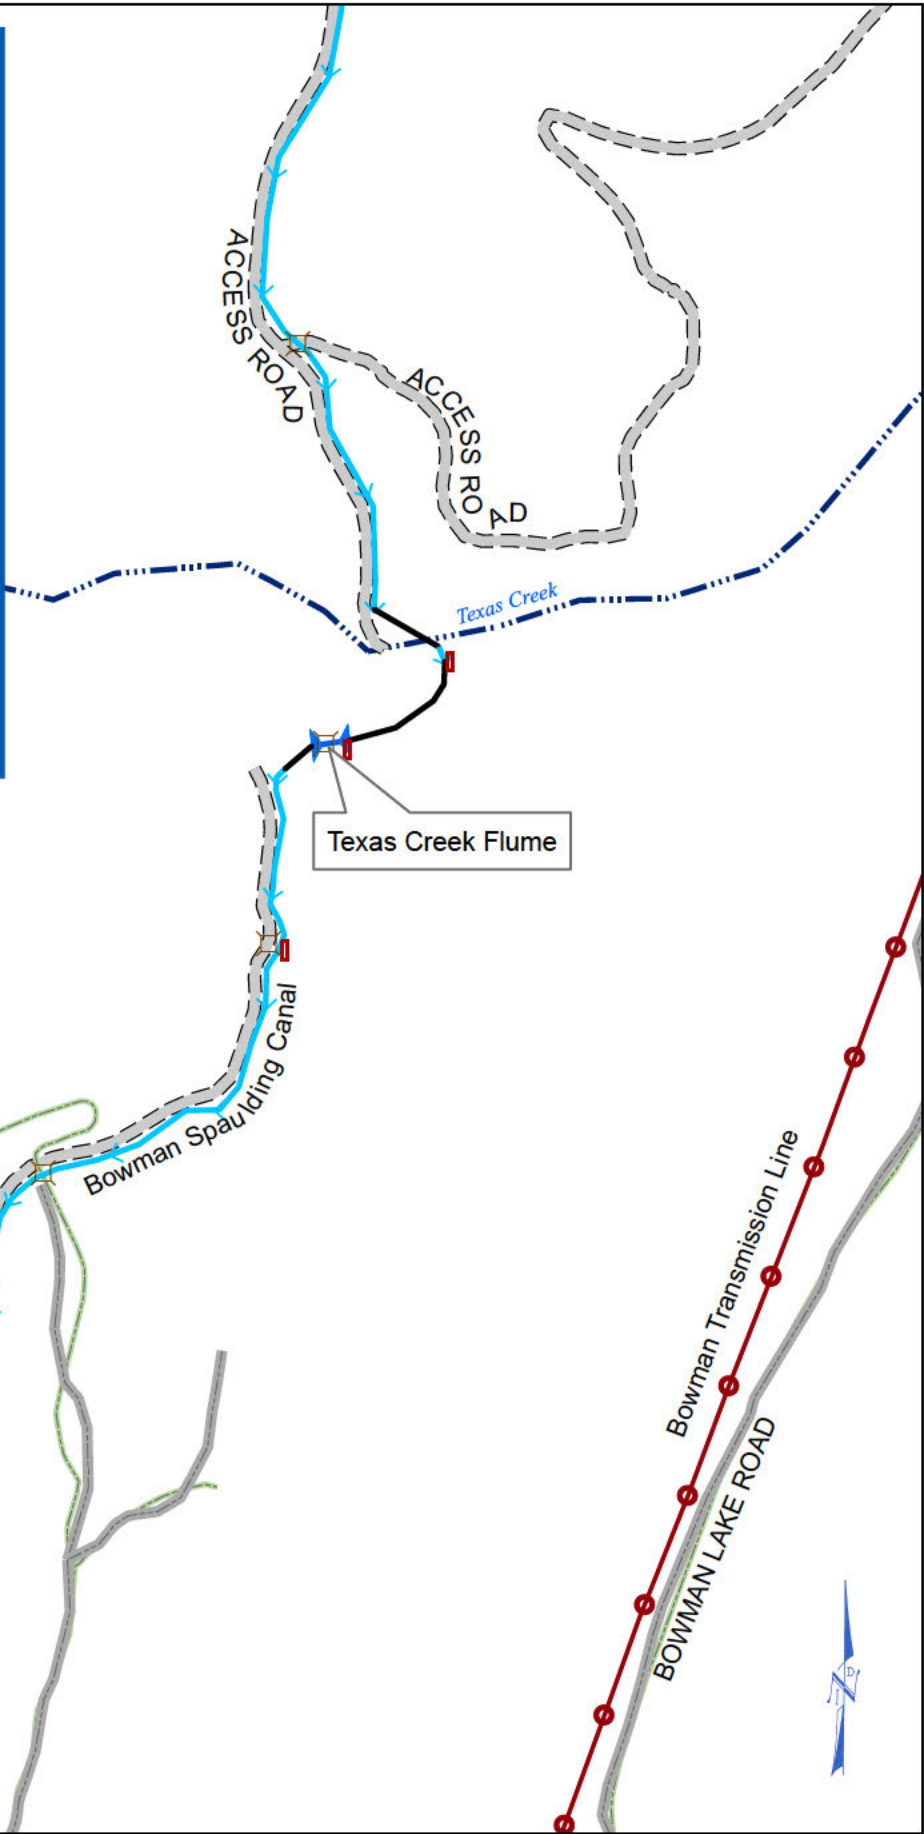 ACCESS ROAD
ACCESS ROAD
Texas Creek
Texas Creek Flume
Bowman Spaulding Canal
Bowman Transmission Line
BOWMAN LAKE ROAD